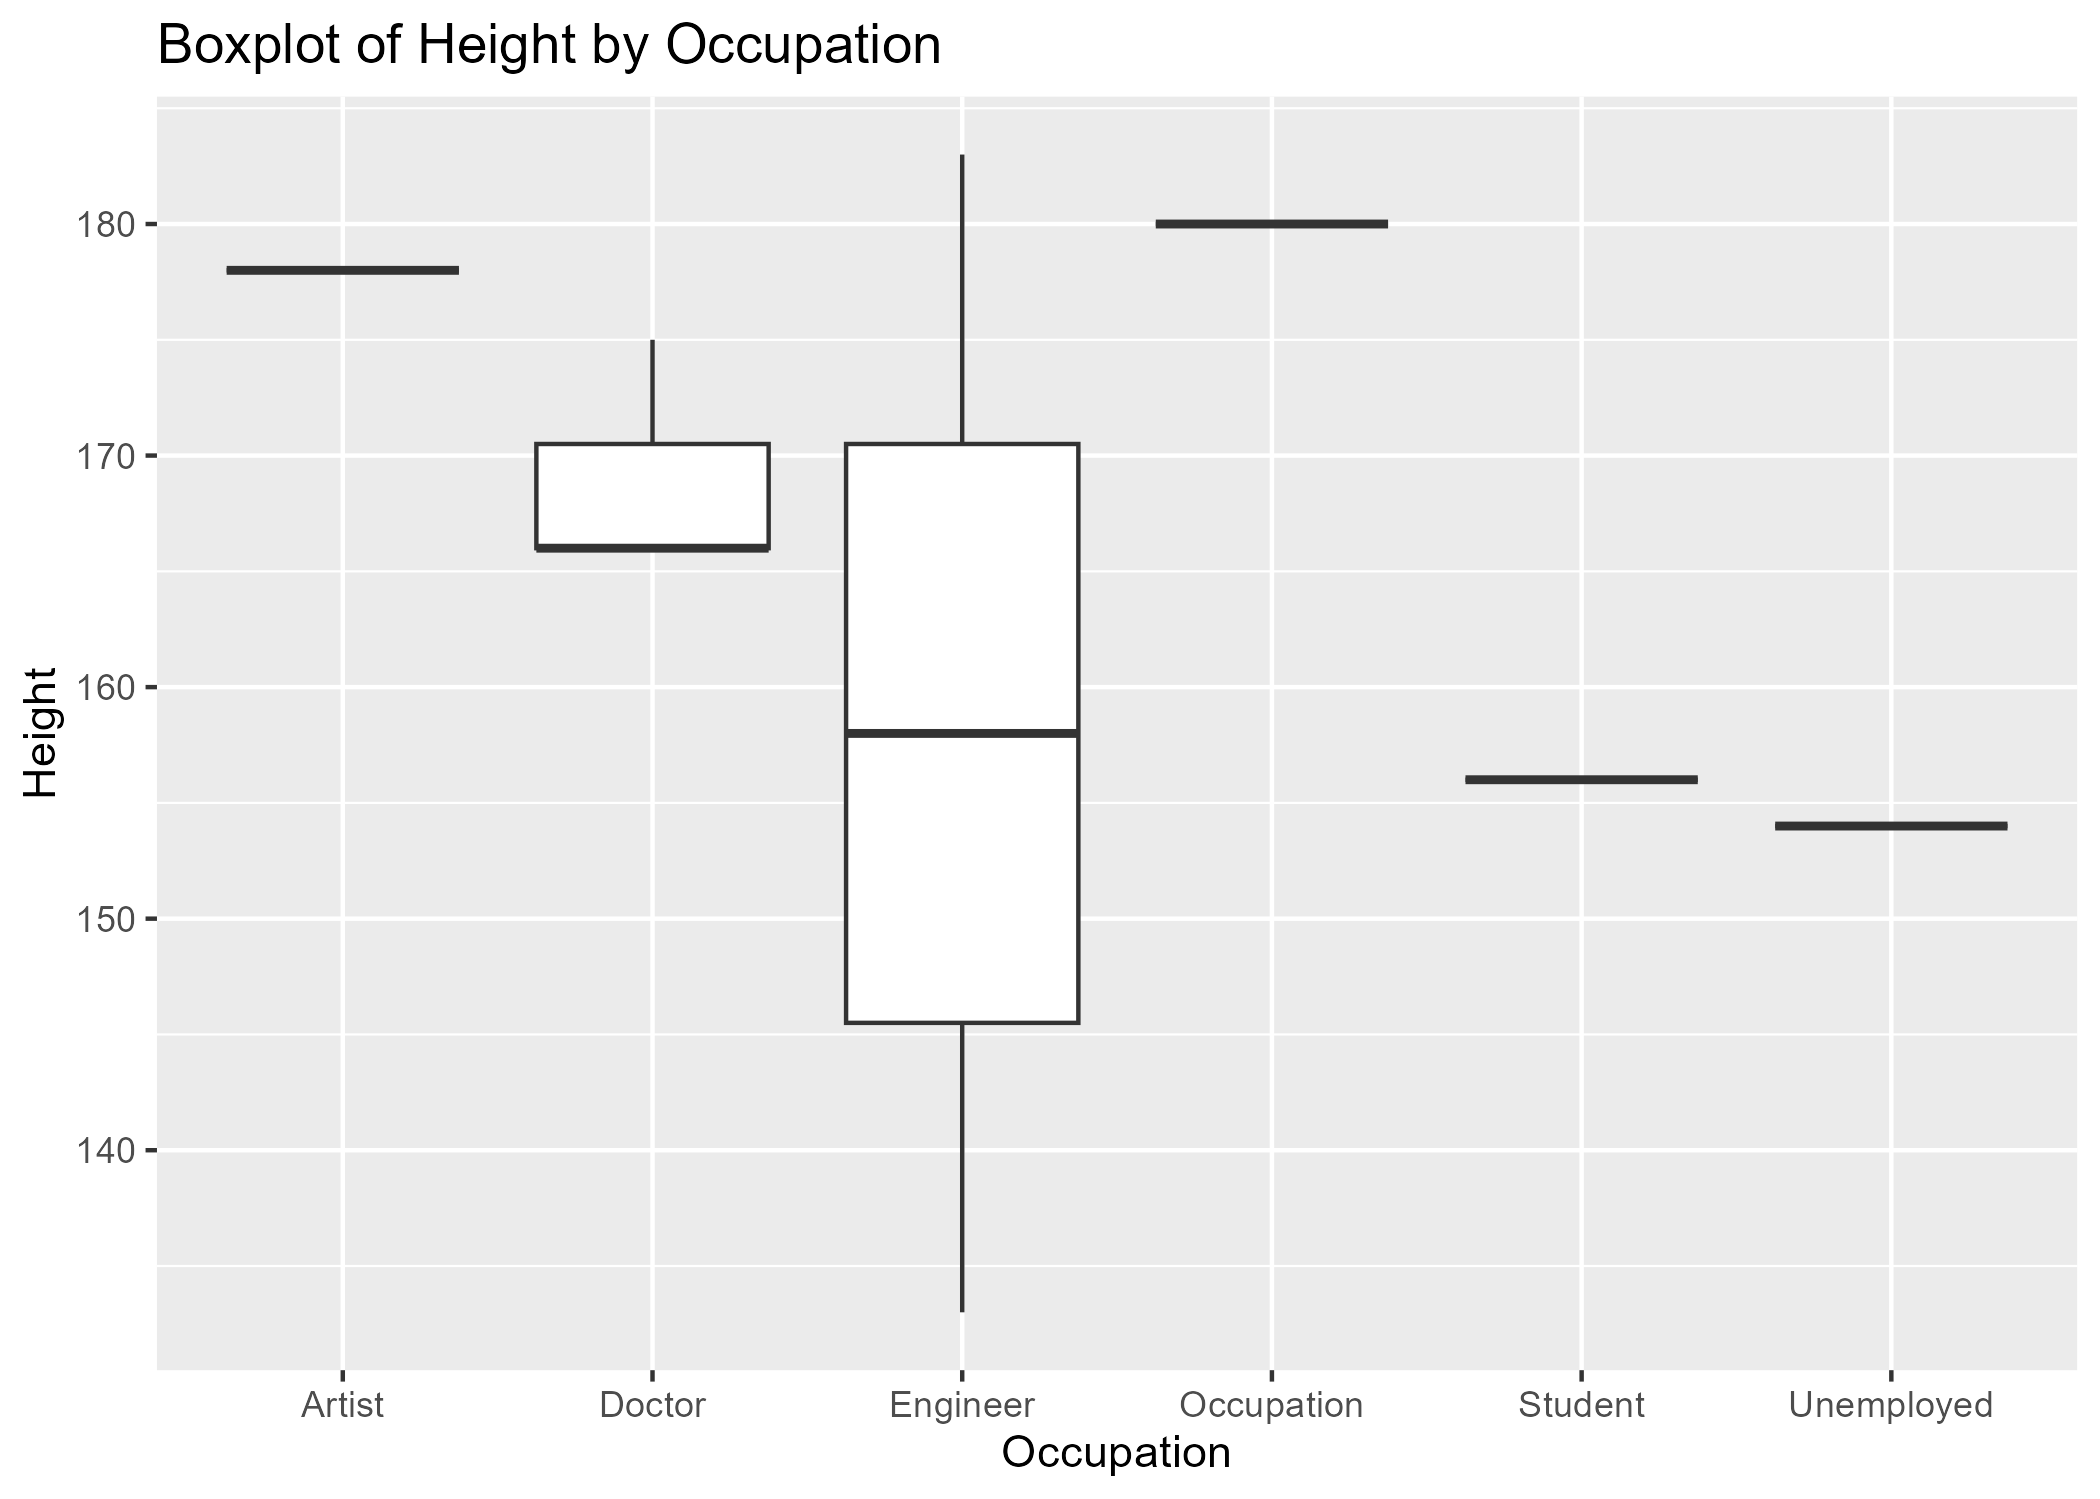 Boxplot of Height by Occupation
180
170
160
150
140
Height
Artist Doctor Engineer Occupation Student Unemployed
Occupation